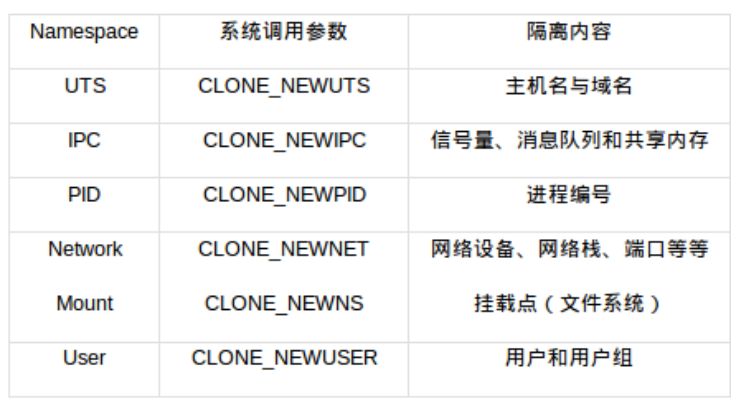 Namespace 系统调用参数 隔离内容
UTS CLONE_NEWUTS 主机名与域名
IPC CLONE_NEWIPC 信号量、消息队列和共享内存
PID CLONE_NEWPID 进程编号
Network CLONE_NEWNET 网络设备、网络栈、端口等等
Mount CLONE_NEWNS 挂载点（文件系统）
User CLONE_NEWUSER 用户和用户组